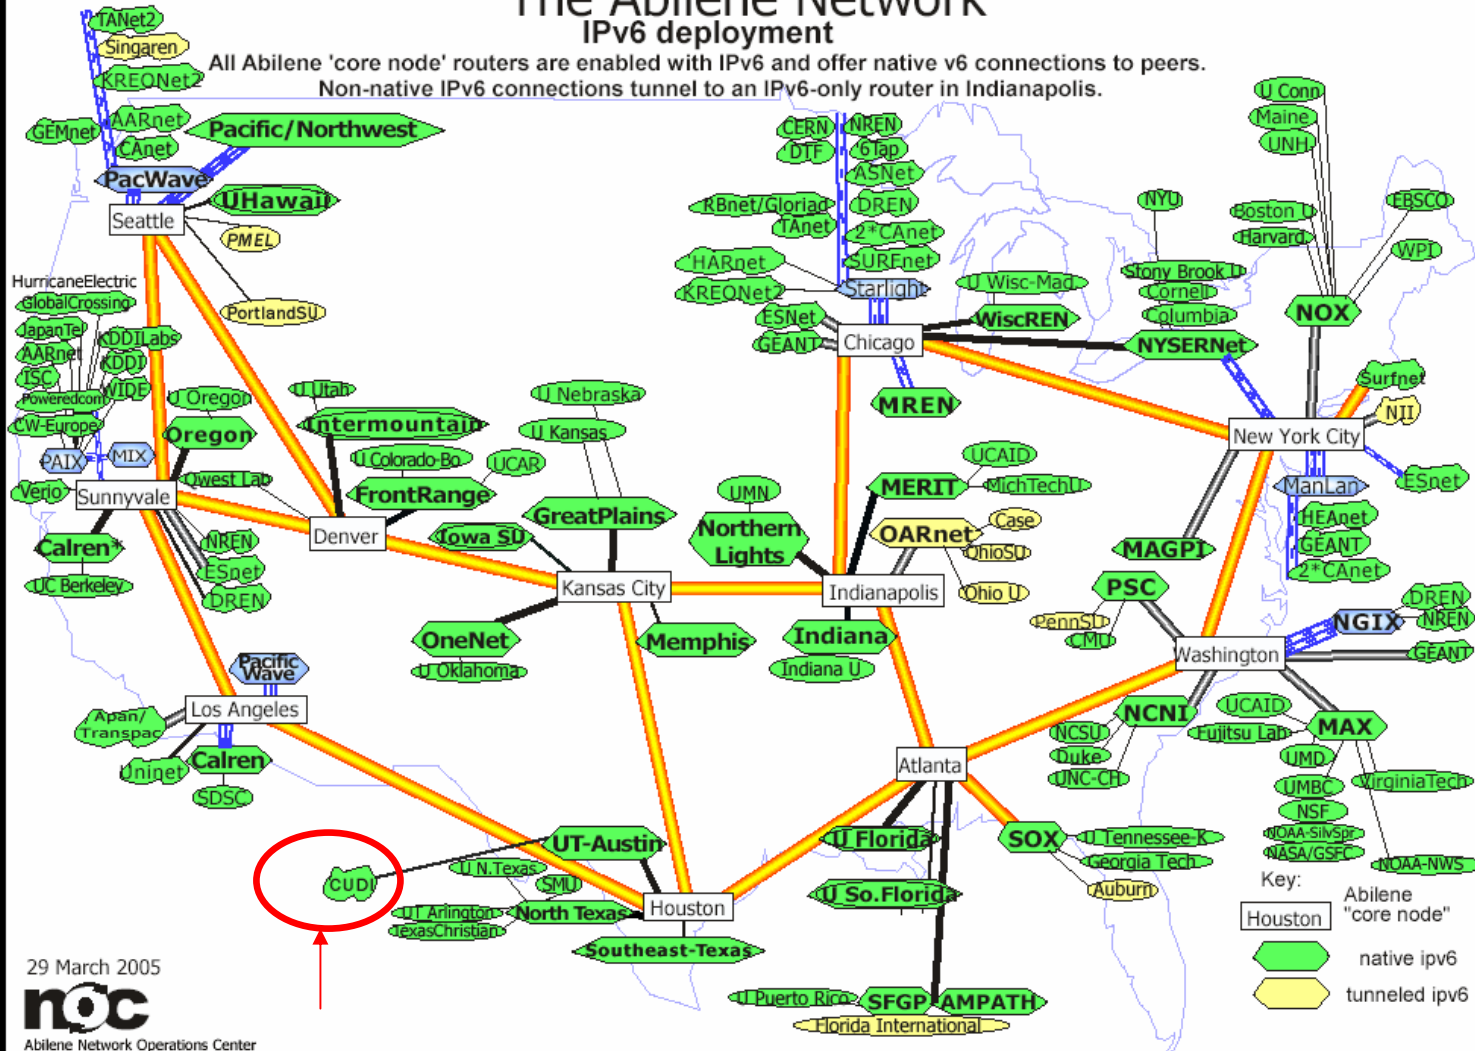 The Abilene Network
IPv6 deployment
All Abilene 'core node' routers are enabled with IPv6 and offer native v6 connections to peers.
Non-native IPv6 connections tunnel to an IPv6-only router in Indianapolis.
TANet2
Singaren
KREONet2
GEMnet
AARnet
CAnet
Pacific/Northwest
PacWave
Seattle
UHawaii
PMEL
PortlandSU
HurricaneElectric
GlobalCrossing
JapanTel
KDDILabs
AARnet
KDDI
ISC
WIDE
Poweredcom
CW-Europe
PAIX
MIX
Verio
Sunnyvale
U Oregon
Oregon
Qwest Lab
Calren*
UC Berkeley
NREN
ESnet
DREN
U Utah
Intermountain
U Colorado-Bo
UCAR
FrontRange
Denver
U Nebraska
U Kansas
GreatPlains
Iowa SU
Kansas City
OneNet
U Oklahoma
Memphis
CERN
NREN
DTF
6Tap
ASNet
RBnet/Gloriad
DREN
TAnet
2*CAnet
HARnet
SURFnet
KREONet2
Starlight
ESNet
GEANT
Chicago
U Wisc-Mad
WiscREN
MREN
NYU
Stony Brook U
Cornell
Columbia
NYSERNet
U Conn
Maine
UNH
Boston U
Harvard
EBSCO
WPI
NOX
Surfnet
NII
New York City
ManLan
ESnet
HEAnet
GEANT
2*CAnet
MAGPI
UMN
Northern
Lights
UCAID
MERIT
MichTechU
OARnet
Case
OhioSU
Ohio U
Indianapolis
Indiana
Indiana U
PSC
PennSU
CMU
Washington
NGIX
DREN
NREN
GEANT
NCNI
NCSU
Duke
UNC-CH
UCAID
Fujitsu Lab
MAX
UMD
UMBC
VirginiaTech
NSF
NOAA-SilvSpr
NASA/GSFC
NOAA-NWS
Pacific
Wave
Los Angeles
Apan/
Transpac
Uninet
Calren
SDSC
Atlanta
U Florida
U So.Florida
SOX
U Tennessee-K
Georgia Tech
Auburn
CUDI
UT-Austin
U N.Texas
SMU
UT Arlington
North Texas
TexasChristian
Houston
Southeast-Texas
U Puerto Rico
SFGP
AMPATH
Florida International
Key:
Houston
Abilene
"core node"
native ipv6
tunneled ipv6
29 March 2005
noc
Abilene Network Operations Center